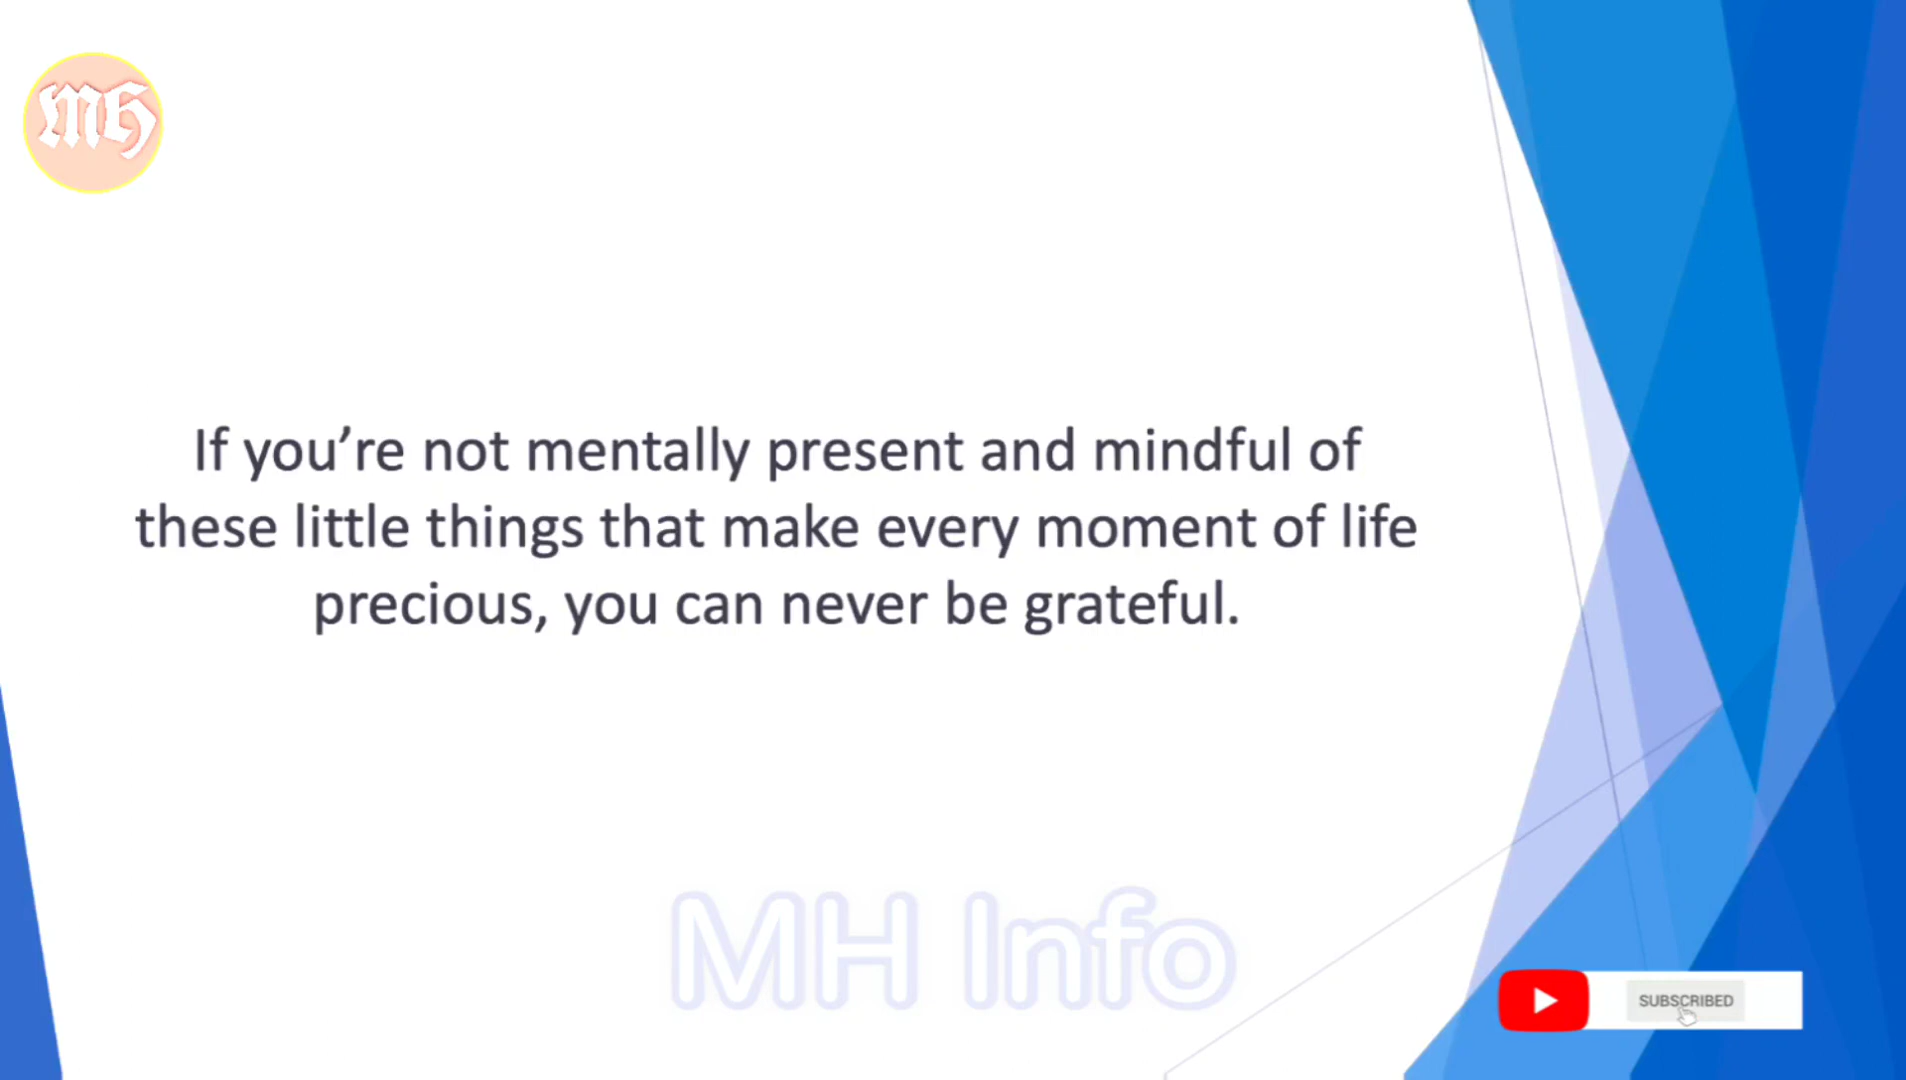 MH
If you’re not mentally present and mindful of
these little things that make every moment of life
precious, you can never be grateful.
MH Info
SUBSCRIBED